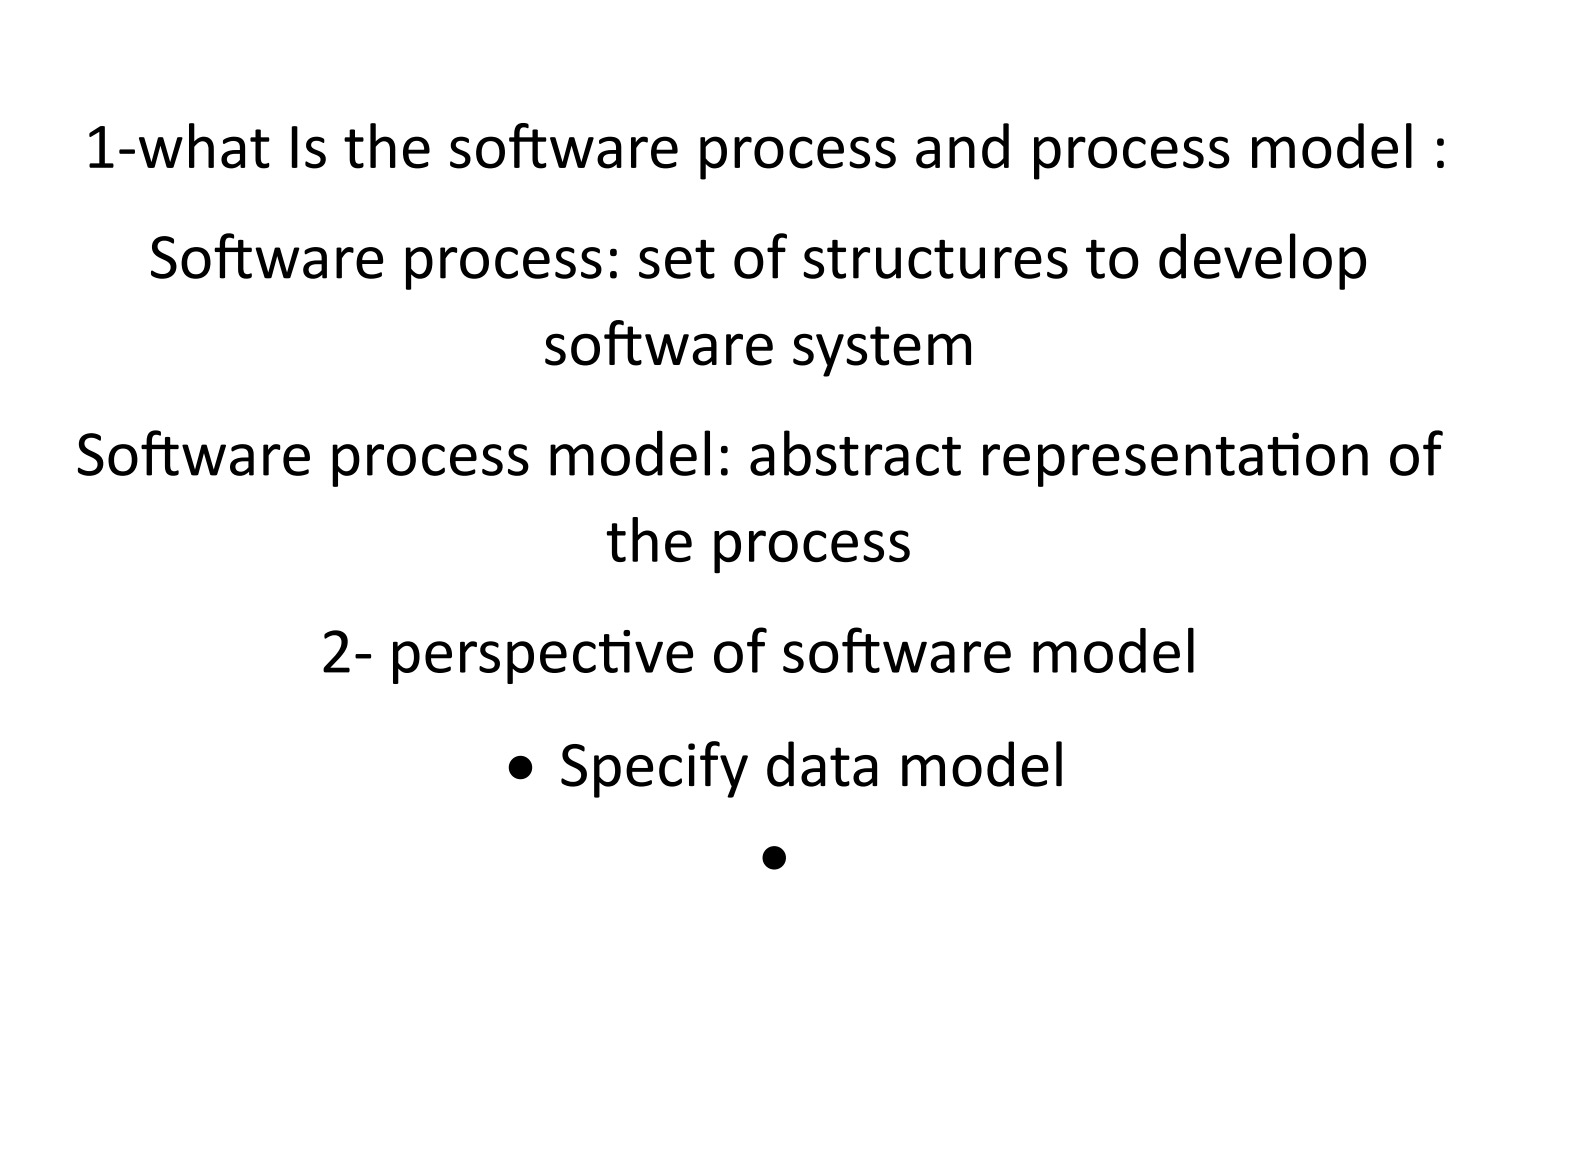 1-what Is the software process and process model :
Software process: set of structures to develop
software system
Software process model: abstract representation of
the process
2- perspective of software model
• Specify data model
•